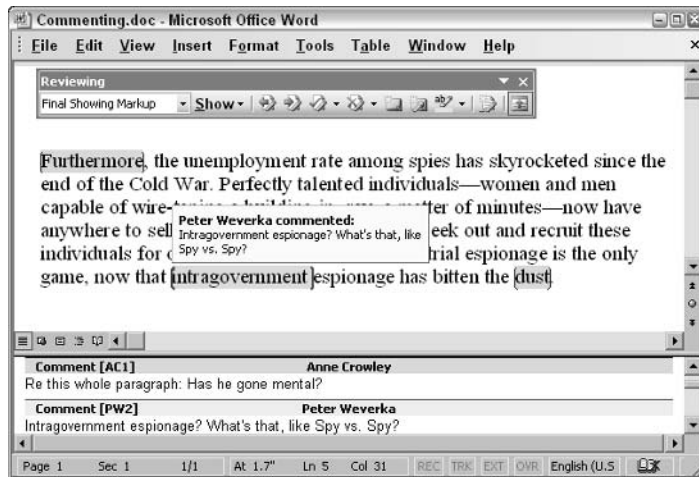 Commenting.doc - Microsoft Office Word
File Edit View Insert Format Tools Table Window Help
Reviewing
Final Showing Markup Show
Furthermore, the unemployment rate among spies has skyrocketed since the
end of the Cold War. Perfectly talented individuals—women and men
capable of wire- matter of minutes—now have
Peter Weverka commented:
Intragovernment espionage? What's that, like
Spy vs. Spy?
anywhere to sell eek out and recruit these
individuals for trial espionage is the only
game, now that intragovernment espionage has bitten the dust.
Comment [AC1] Anne Crowley
Re this whole paragraph: Has he gone mental?
Comment [PW2] Peter Weverka
Intragovernment espionage? What's that, like Spy vs. Spy?
Page 1 Sec 1 1/1 At 1.7" Ln 5 Col 31 REC TRK EXT OVR English (U.S